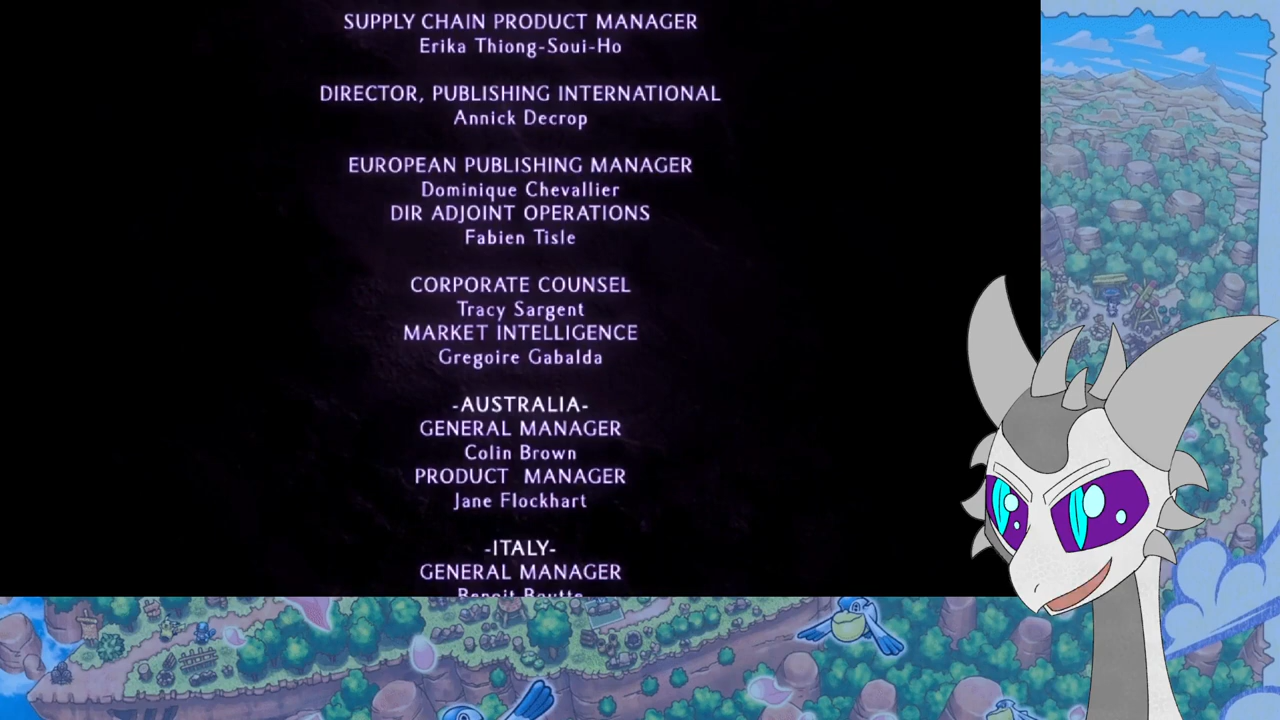 SUPPLY CHAIN PRODUCT MANAGER
Erika Thiong-Soui-Ho
DIRECTOR, PUBLISHING INTERNATIONAL
Annick Decrop
EUROPEAN PUBLISHING MANAGER
Dominique Chevallier
DIR ADJOINT OPERATIONS
Fabien Tisle
CORPORATE COUNSEL
Tracy Sargent
MARKET INTELLIGENCE
Gregoire Gabalda
-AUSTRALIA-
GENERAL MANAGER
Colin Brown
PRODUCT MANAGER
Jane Flockhart
-ITALY-
GENERAL MANAGER
Benoit